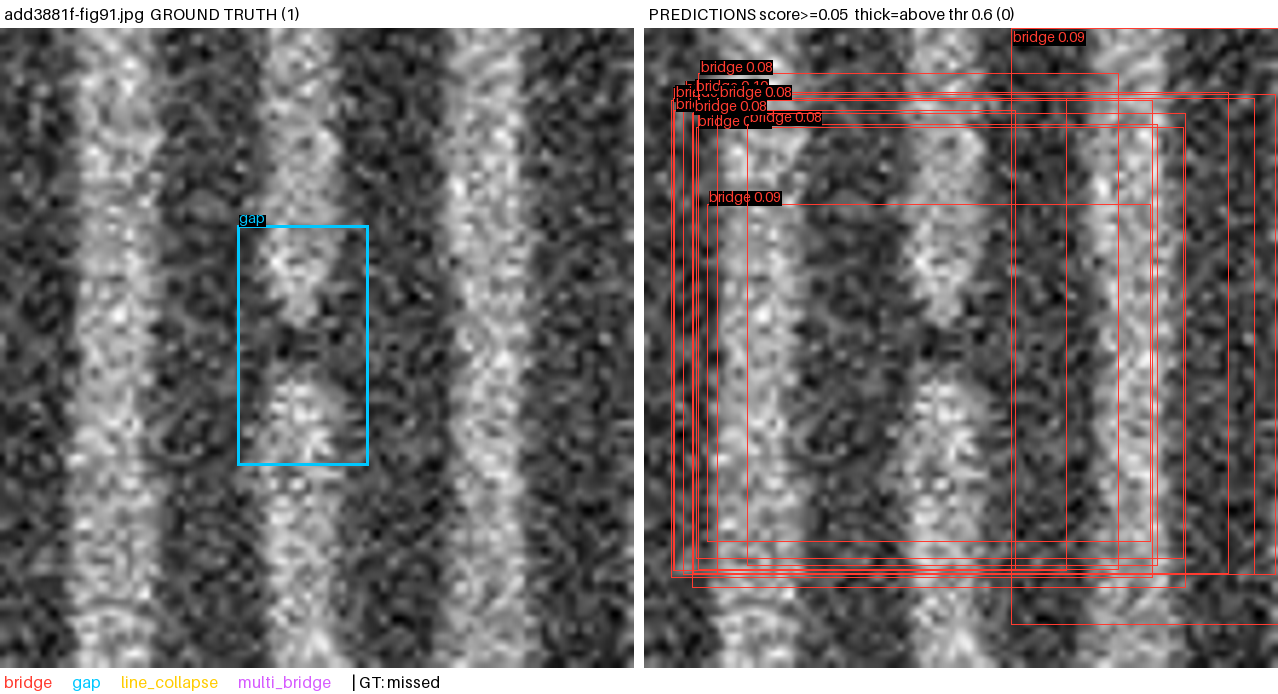 add3881f-fig91.jpg GROUND TRUTH (1)
PREDICTIONS score>=0.05 thick=above thr 0.6 (0)
bridge 0.09
bridge 0.08
bridge 0.08
bridge 0.08
bridge 0.08
bridge
bridge 0.09
gap
bridge gap line_collapse multi_bridge | GT: missed